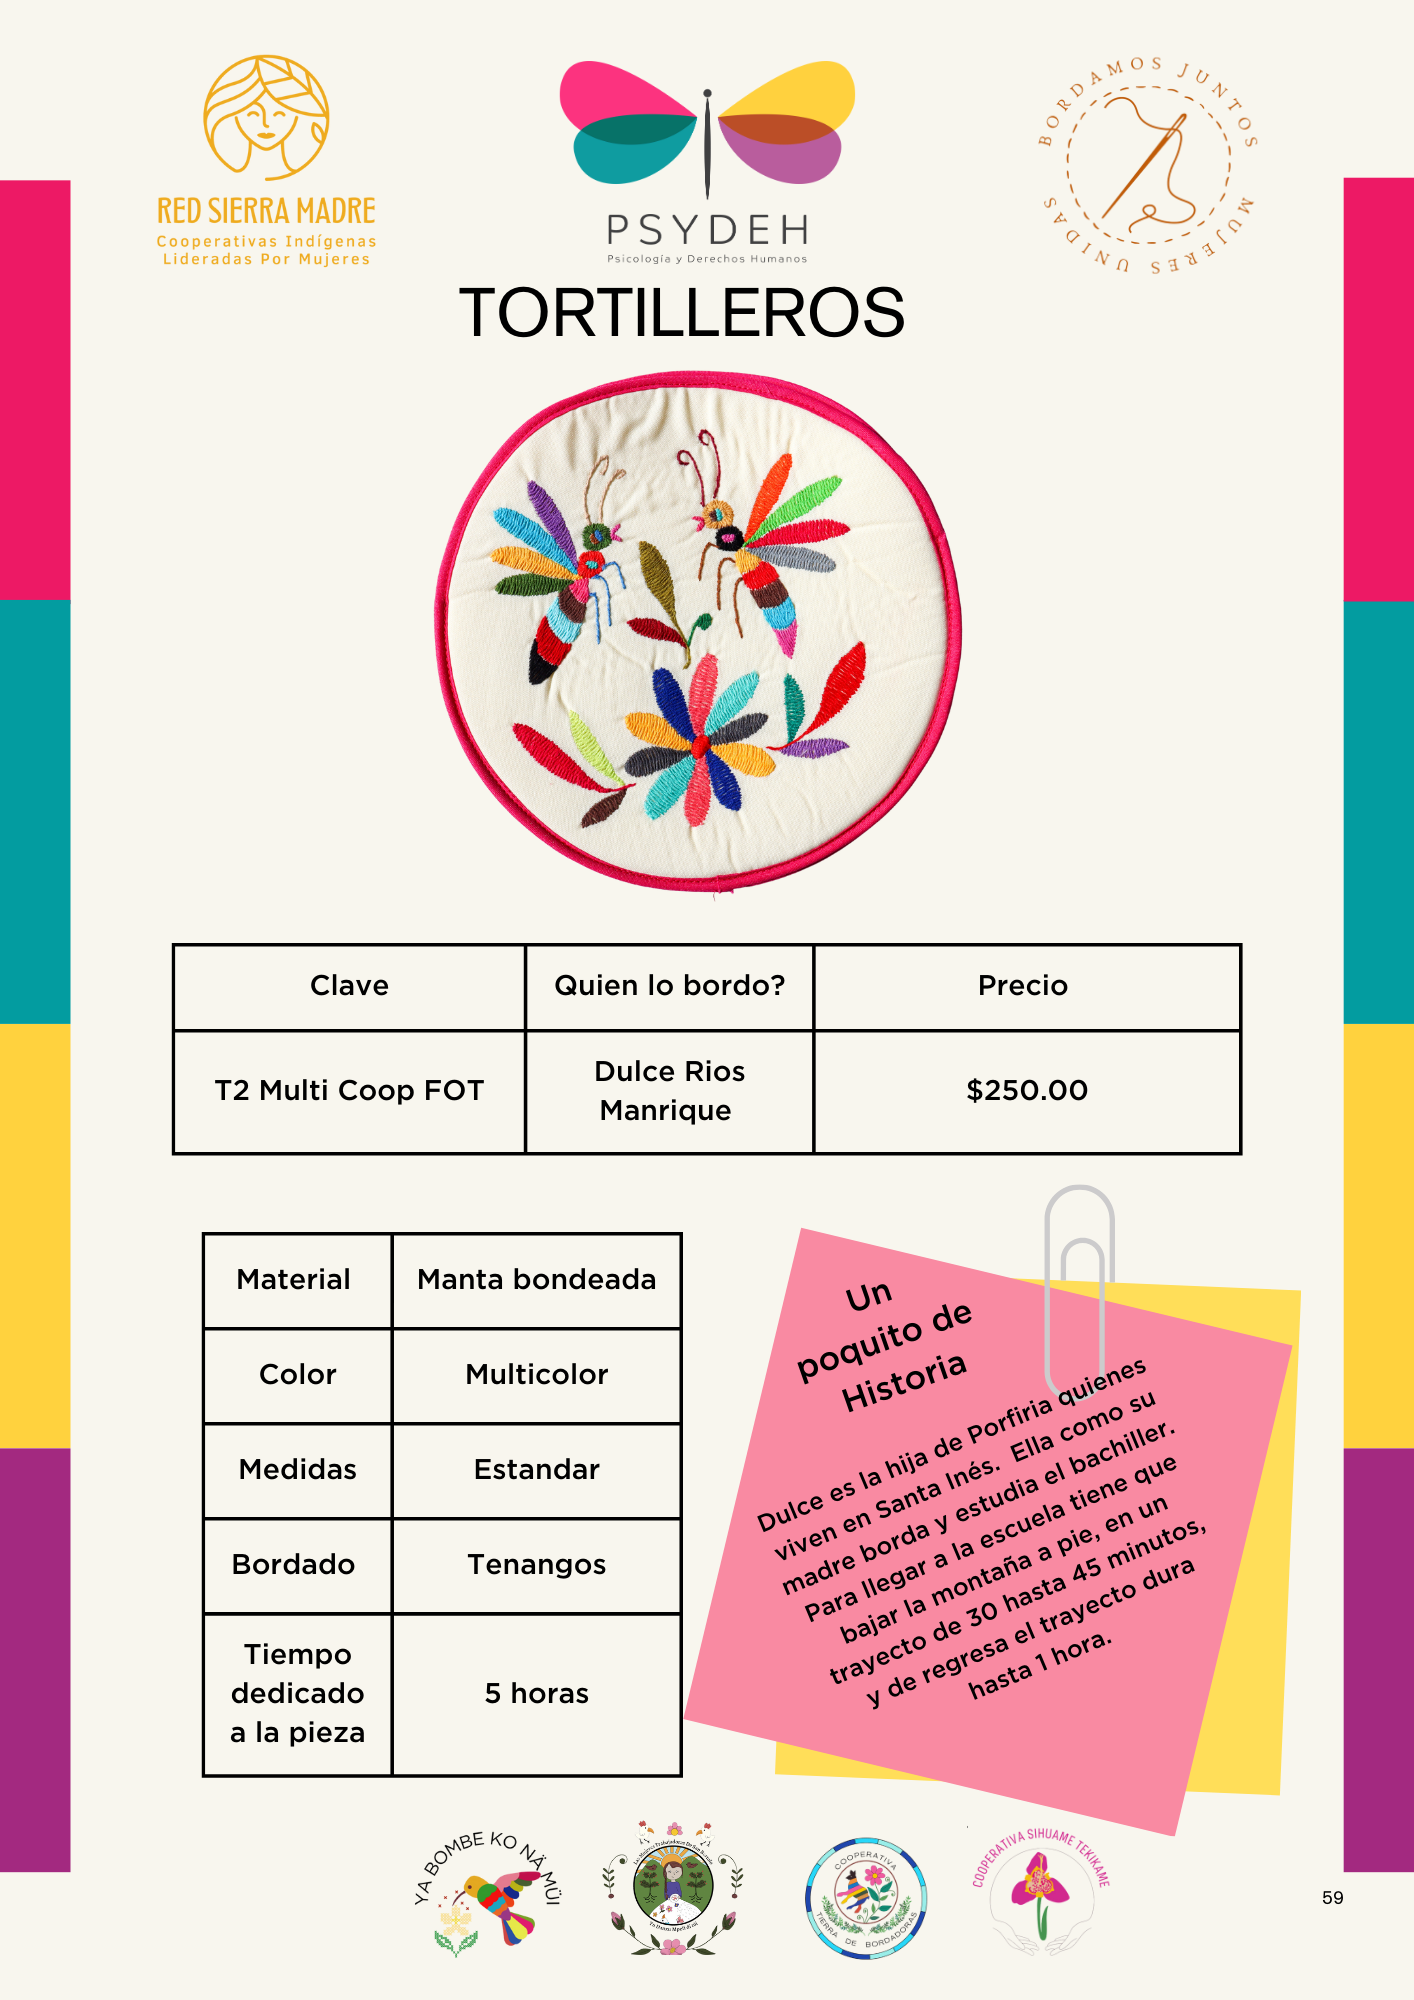 RED SIERRA MADRE
Cooperativas Indígenas
Lideradas Por Mujeres
PSYDEH
Psicología y Derechos Humanos
BORDAMOS JUNTOS
MUJERES UNIDAS
TORTILLEROS
Clave
Quien lo bordo?
Precio
T2 Multi Coop FOT
Dulce Rios
Manrique
$250.00
Material
Manta bondeada
Color
Multicolor
Medidas
Estandar
Bordado
Tenangos
Tiempo
dedicado
a la pieza
5 horas
Un
poquito de
Historia
Dulce es la hija de Porfiria quienes
viven en Santa Inés. Ella como su
madre borda y estudia el bachiller.
Para llegar a la escuela tiene que
bajar la montaña a pie, en un
trayecto de 30 hasta 45 minutos,
y de regresa el trayecto dura
hasta 1 hora.
YA BOMBE KO NÄ MÜI
COOPERATIVA
TIERRA DE BORDADORAS
COOPERATIVA SIHUAME TEKIKAME
59